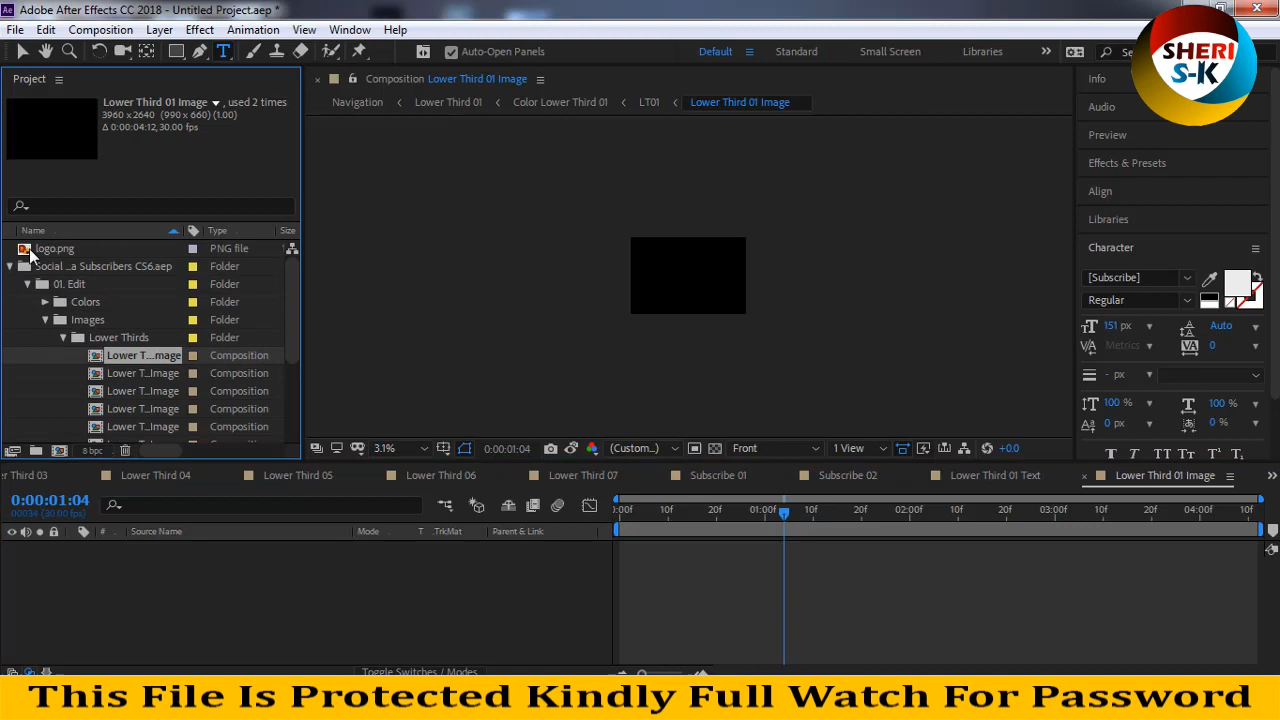 Ae Adobe After Effects CC 2018 - Untitled Project.aep *
File Edit Composition Layer Effect Animation View Window Help
T Auto-Open Panels Default Standard Small Screen Libraries
SHERI
S-K
Project
Lower Third 01 Image , used 2 times
3960 x 2640 (990 x 660) (1.00)
Δ 0:00:04:12, 30.00 fps
Name Type Size
logo.png PNG file
Social ..a Subscribers CS6.aep Folder
01. Edit Folder
Colors Folder
Images Folder
Lower Thirds Folder
Lower T...mage Composition
Lower T..Image Composition
Lower T..Image Composition
Lower T..Image Composition
Lower T..Image Composition
8 bpc
Composition Lower Third 01 Image
Navigation Lower Third 01 Color Lower Third 01 LT01 Lower Third 01 Image
3.1% 0:00:01:04 (Custom...) Front 1 View +0.0
Info
Audio
Preview
Effects & Presets
Align
Libraries
Character
[Subscribe]
Regular
151 px Auto
Metrics 0
- px
100 % 100 %
0 px 0 %
er Third 03 Lower Third 04 Lower Third 05 Lower Third 06 Lower Third 07 Subscribe 01 Subscribe 02 Lower Third 01 Text Lower Third 01 Image
0:00:01:04
00034 (30.00 fps)
:00f 10f 20f 01:00f 10f 20f 02:00f 10f 20f 03:00f 10f 20f 04:00f 10f
# Source Name Mode T .TrkMat Parent & Link
Toggle Switches / Modes
This File Is Protected Kindly Full Watch For Password